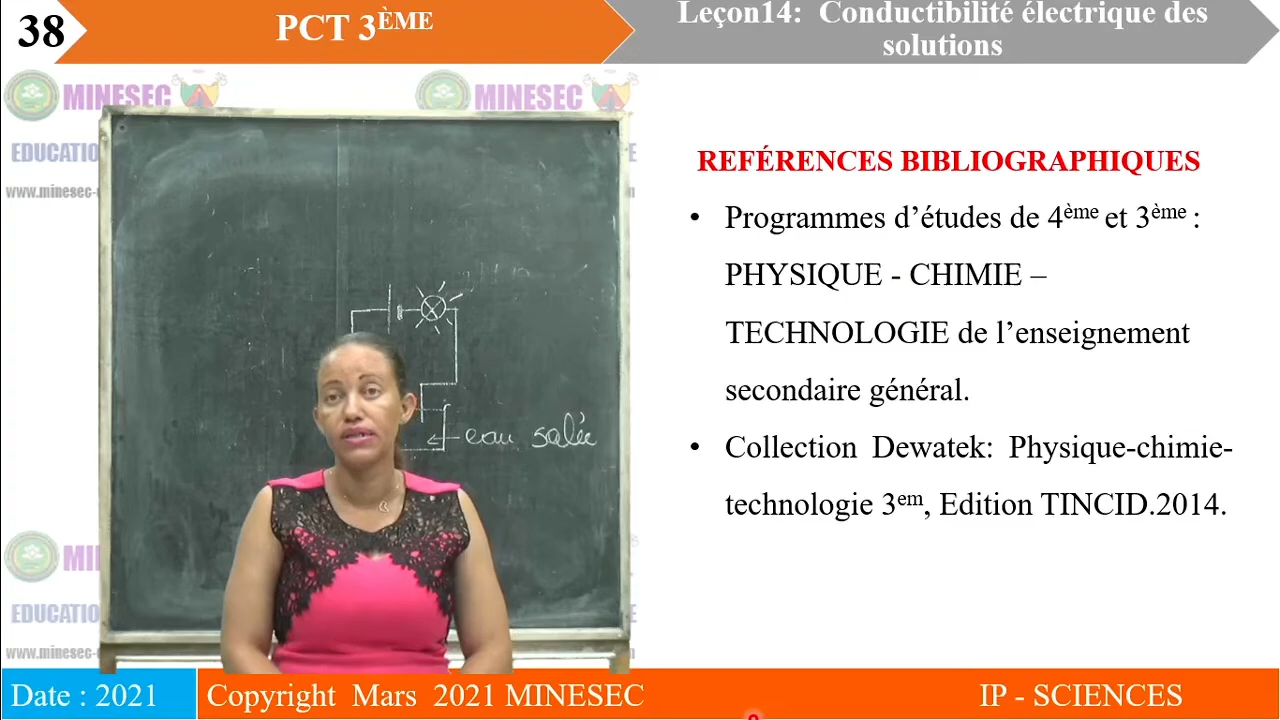 38
PCT 3ÈME
Leçon14: Conductibilité électrique des
solutions
MINESEC
MINESEC
EDUCATIO
www.minesec-
REFÉRENCES BIBLIOGRAPHIQUES
• Programmes d’études de 4ème et 3ème :
PHYSIQUE - CHIMIE –
TECHNOLOGIE de l’enseignement
secondaire général.
• Collection Dewatek: Physique-chimie-
technologie 3em, Edition TINCID.2014.
eau salée
MI
EDUCATIO
www.minesec-
Date : 2021
Copyright Mars 2021 MINESEC
IP - SCIENCES